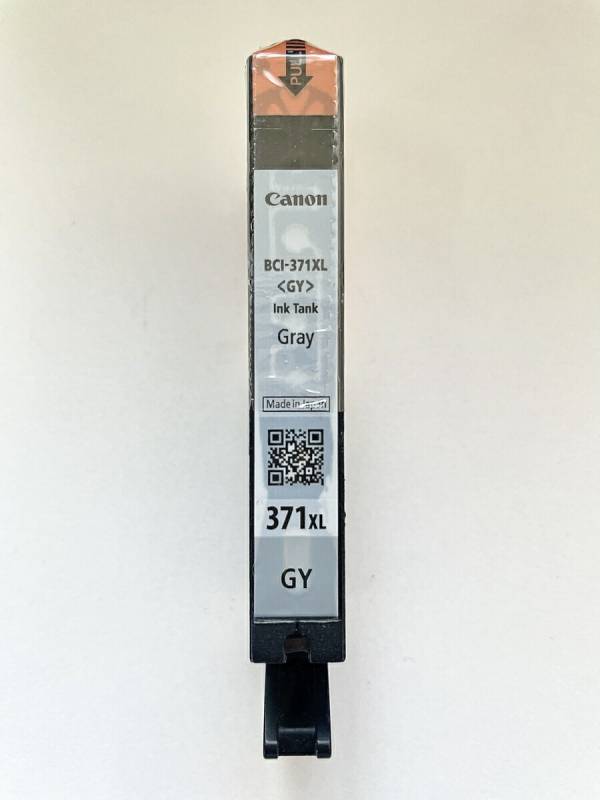 PULL
Canon
BCI-371XL
<GY>
Ink Tank
Gray
Made in Japan
371XL
GY